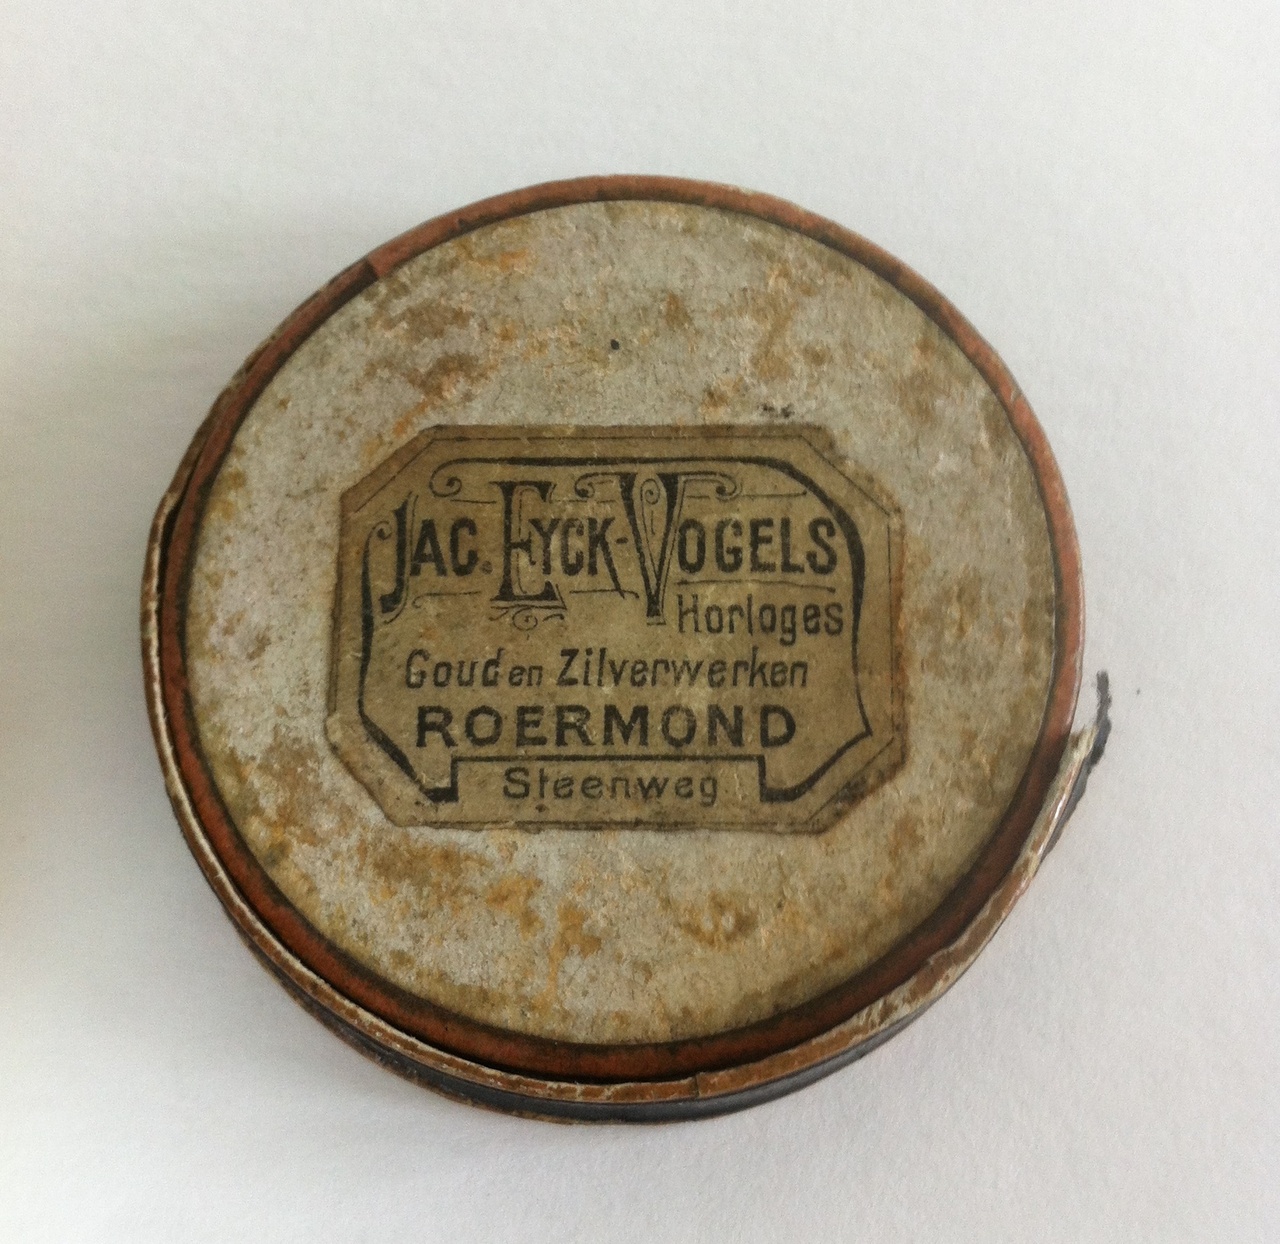 JAC. EYCK-VOGELS
Horloges
Goud en Zilverwerken
ROERMOND
Steenweg